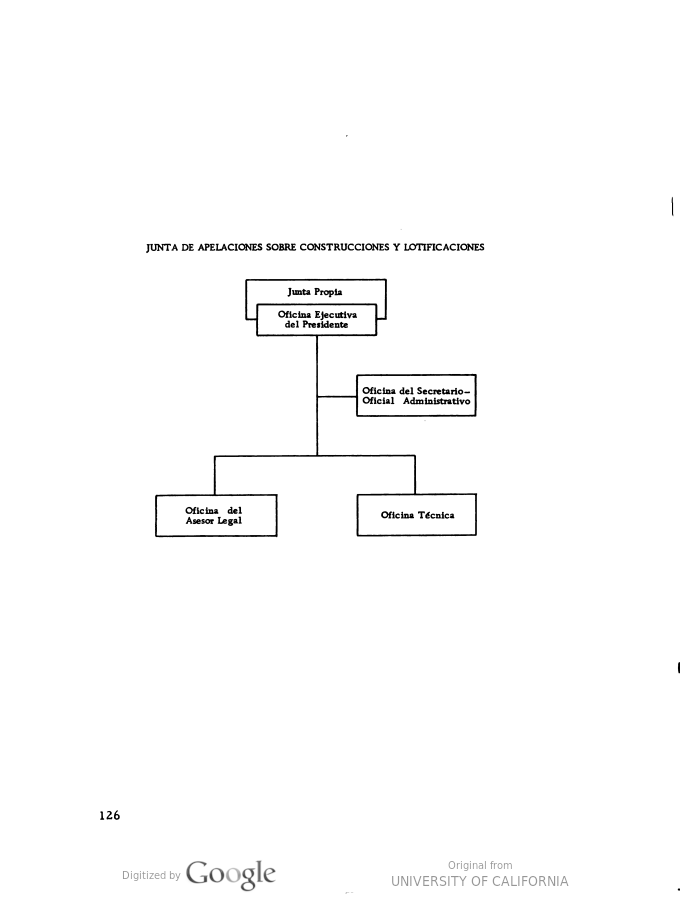 JUNTA DE APELACIONES SOBRE CONSTRUCCIONES Y LOTIFICACIONES
Junta Propia
Oficina Ejecutiva
del Presidente
Oficina del Secretario—
Oficial Administrativo
Oficina del
Asesor Legal
Oficina Técnica
126
Digitized by Google
Original from
UNIVERSITY OF CALIFORNIA